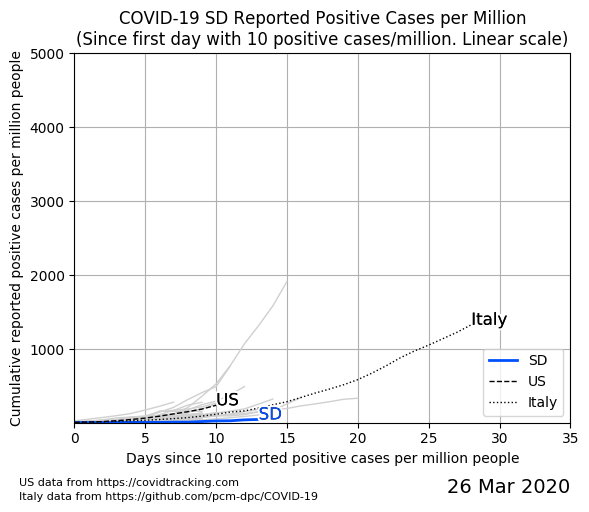 COVID-19 SD Reported Positive Cases per Million
(Since first day with 10 positive cases/million. Linear scale)
Cumulative reported positive cases per million people
5000
4000
3000
2000
1000
Italy
US
SD
SD
US
Italy
0 5 10 15 20 25 30 35
Days since 10 reported positive cases per million people
US data from https://covidtracking.com
Italy data from https://github.com/pcm-dpc/COVID-19
26 Mar 2020